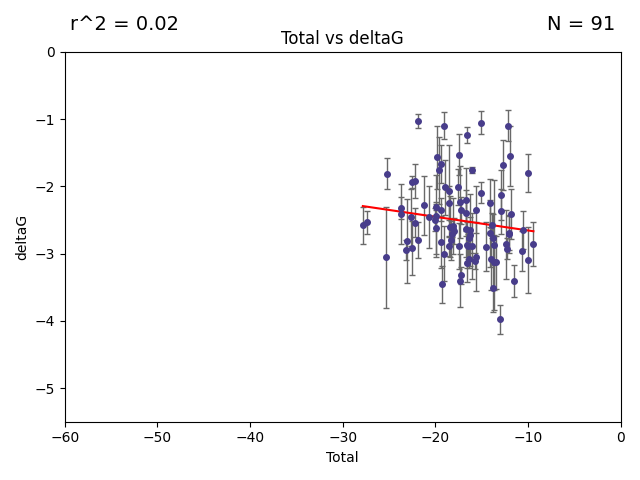 r^2 = 0.02
N = 91
Total vs deltaG
0
−1
−2
−3
−4
−5
deltaG
−60 −50 −40 −30 −20 −10 0
Total